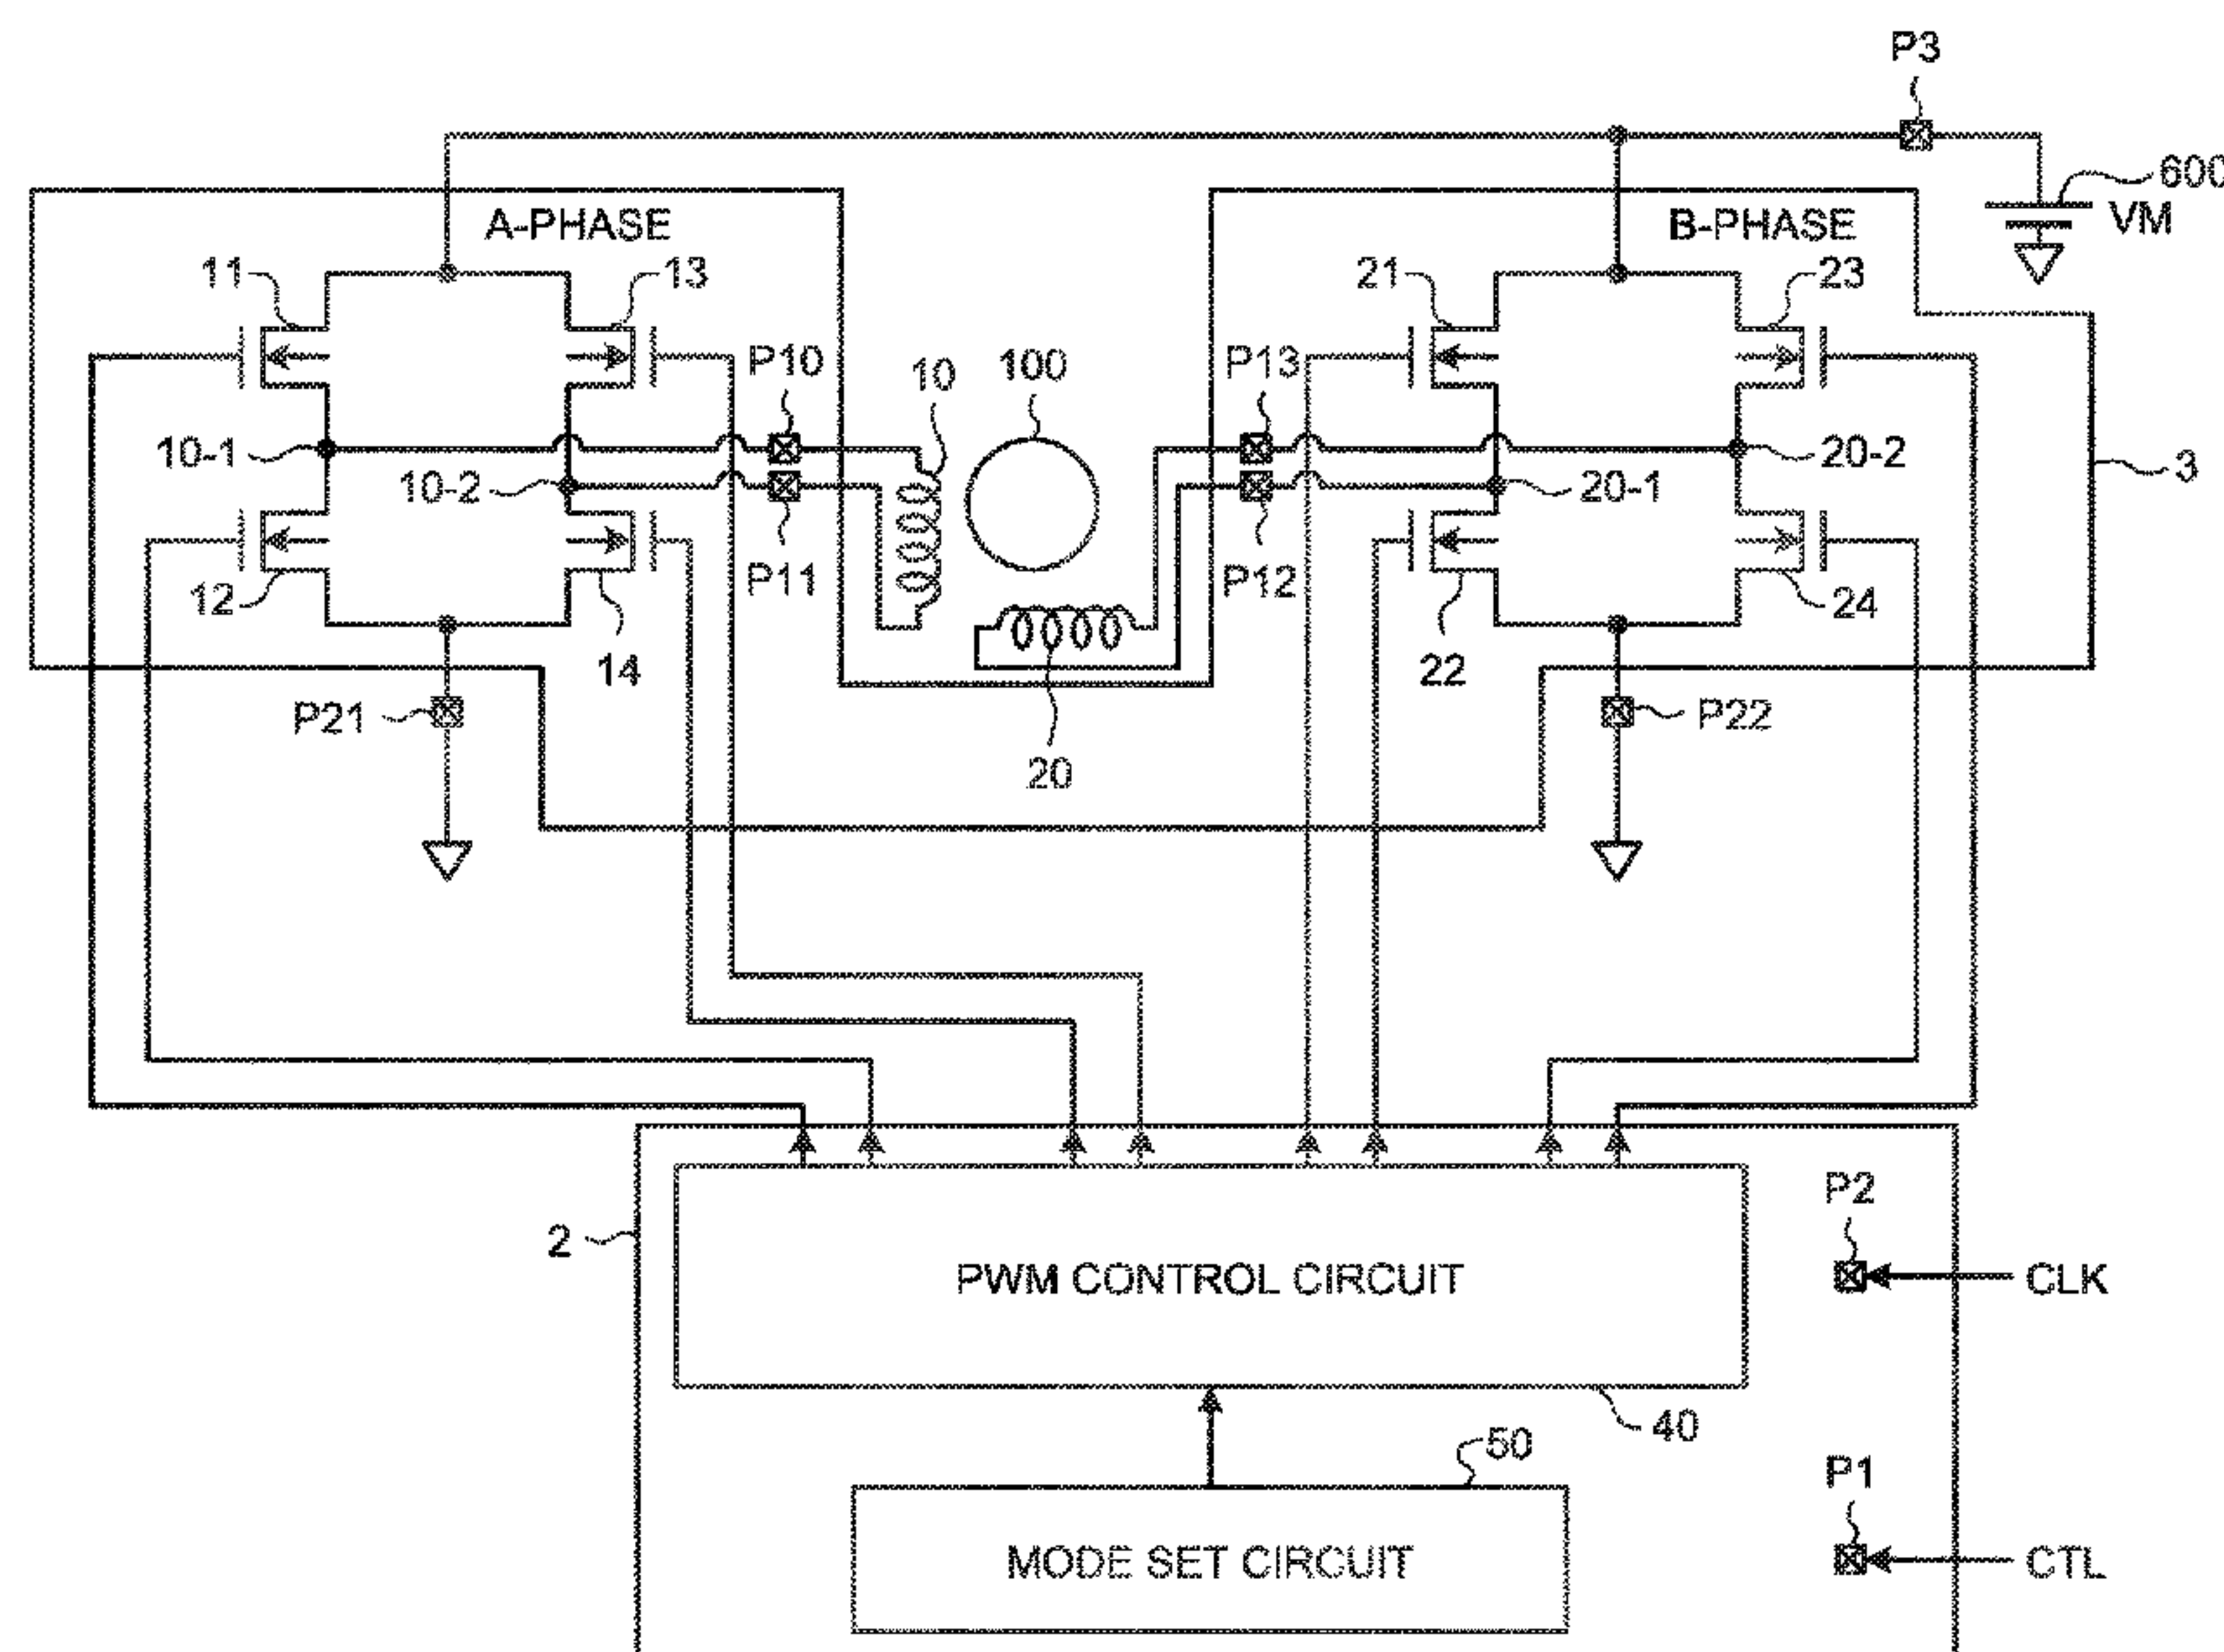 P3
600
VM
A-PHASE
B-PHASE
11
13
21
23
P10
10
100
P13
10-1
10-2
20-1
20-2
3
P11
P12
12
14
22
24
P21
20
P22
2
PWM CONTROL CIRCUIT
P2
CLK
40
50
MODE SET CIRCUIT
P1
CTL